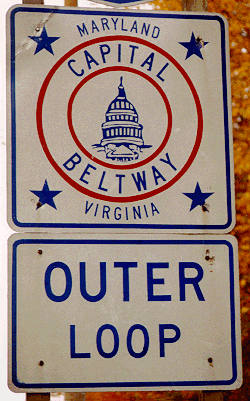 MARYLAND
CAPITAL
BELTWAY
VIRGINIA
OUTER
LOOP